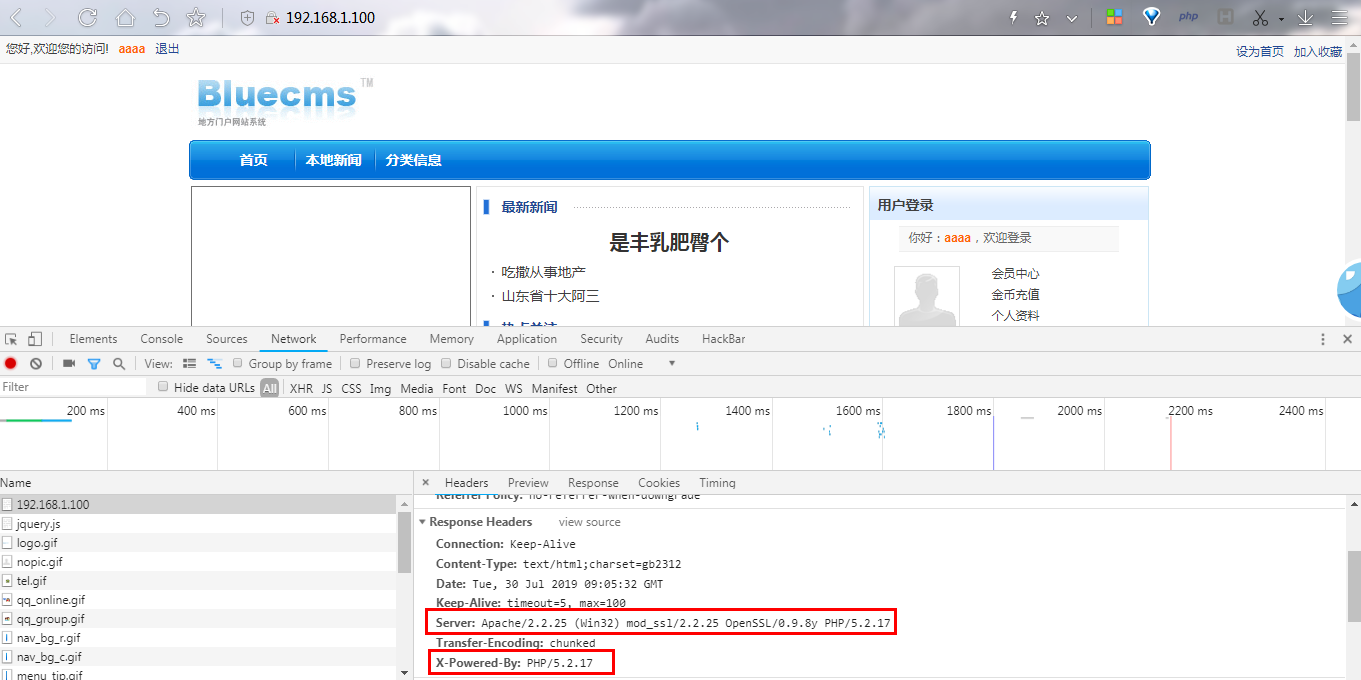 192.168.1.100
php
您好,欢迎您的访问! aaaa 退出
设为首页 加入收藏
Bluecms TM
地方门户网站系统
首页 本地新闻 分类信息
最新新闻
是丰乳肥臀个
· 吃撒从事地产
· 山东省十大阿三
热点关注
用户登录
你好：aaaa，欢迎登录
会员中心
金币充值
个人资料
Elements Console Sources Network Performance Memory Application Security Audits HackBar
View: Group by frame Preserve log Disable cache Offline Online
Filter Hide data URLs All XHR JS CSS Img Media Font Doc WS Manifest Other
200 ms 400 ms 600 ms 800 ms 1000 ms 1200 ms 1400 ms 1600 ms 1800 ms 2000 ms 2200 ms 2400 ms
Name
192.168.1.100
jquery.js
logo.gif
nopic.gif
tel.gif
qq_online.gif
qq_group.gif
nav_bg_r.gif
nav_bg_c.gif
menu_tip.gif
Headers Preview Response Cookies Timing
Referrer Policy: no-referrer-when-downgrade
Response Headers view source
Connection: Keep-Alive
Content-Type: text/html;charset=gb2312
Date: Tue, 30 Jul 2019 09:05:32 GMT
Keep-Alive: timeout=5, max=100
Server: Apache/2.2.25 (Win32) mod_ssl/2.2.25 OpenSSL/0.9.8y PHP/5.2.17
Transfer-Encoding: chunked
X-Powered-By: PHP/5.2.17